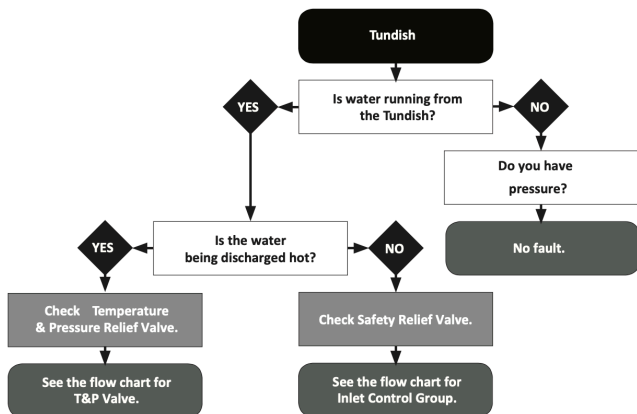 Tundish
Is water running from
the Tundish?
YES
NO
Do you have
pressure?
No fault.
Is the water
being discharged hot?
YES
NO
Check Temperature
& Pressure Relief Valve.
Check Safety Relief Valve.
See the flow chart for
T&P Valve.
See the flow chart for
Inlet Control Group.